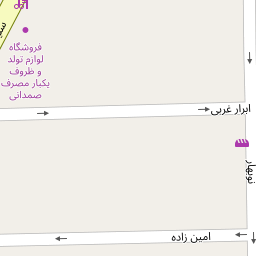 فروشگاه
لوازم تولد
و ظروف
یکبار مصرف
صمدانی
ابرار غربی
نوبهار
امین زاده